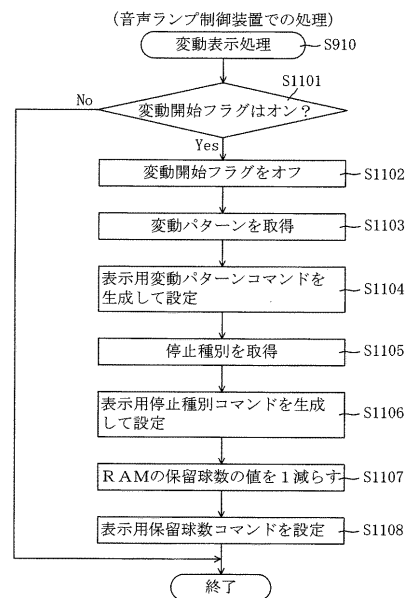 (音声ランプ制御装置での処理)
変動表示処理
S910
S1101
変動開始フラグはオン?
No
Yes
変動開始フラグをオフ
S1102
変動パターンを取得
S1103
表示用変動パターンコマンドを
生成して設定
S1104
停止種別を取得
S1105
表示用停止種別コマンドを生成
して設定
S1106
RAMの保留球数の値を1減らす
S1107
表示用保留球数コマンドを設定
S1108
終了